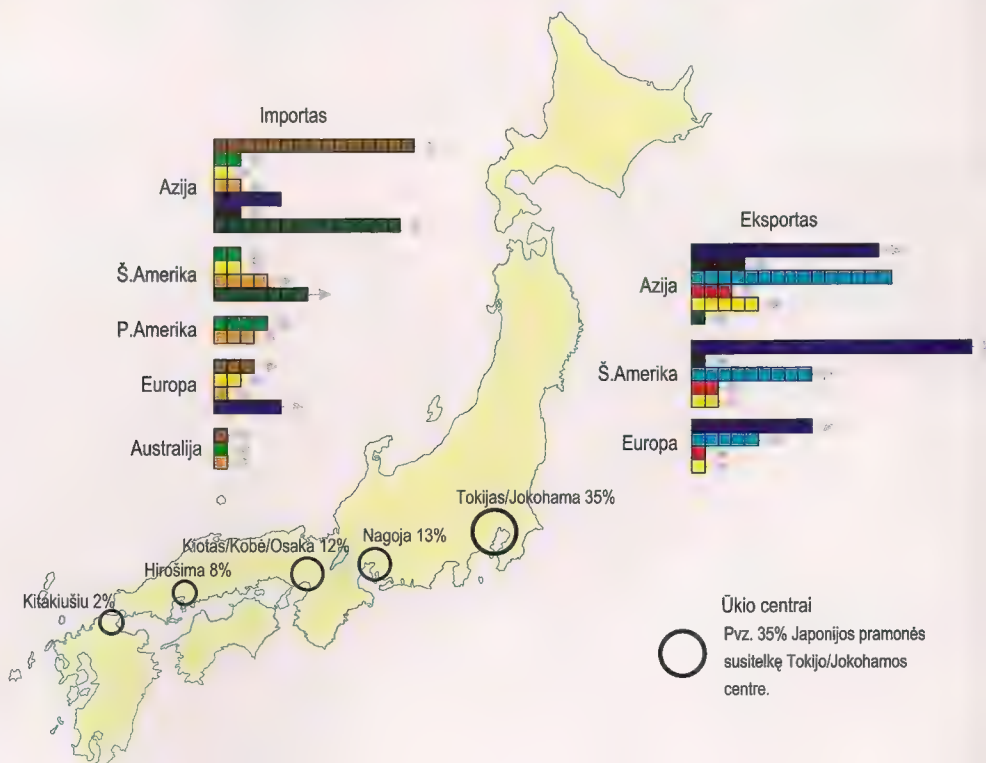 Importas
Azija
Š.Amerika
P.Amerika
Europa
Australija
Eksportas
Azija
Š.Amerika
Europa
Tokijas/Jokohama 35%
Nagoja 13%
Kiotas/Kobė/Osaka 12%
Hirošima 8%
Kitakiušiu 2%
Ūkio centrai
Pvz. 35% Japonijos pramonės
susitelkę Tokijo/Jokohamos
centre.